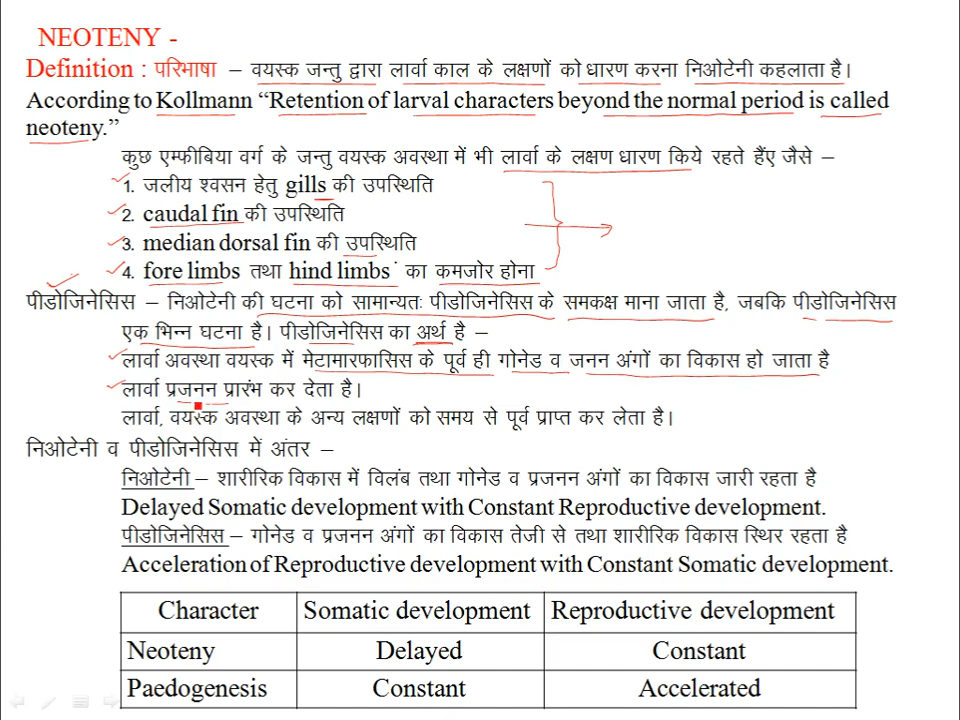 NEOTENY -
Definition : परिभाषा – वयस्क जन्तु द्वारा लार्वा काल के लक्षणों को धारण करना निओटेनी कहलाता है।
According to Kollmann “Retention of larval characters beyond the normal period is called
neoteny.”
कुछ एम्फीबिया वर्ग के जन्तु वयस्क अवस्था में भी लार्वा के लक्षण धारण किये रहते हैंए जैसे –
1. जलीय श्वसन हेतु gills की उपस्थिति
2. caudal fin की उपस्थिति
3. median dorsal fin की उपस्थिति
4. fore limbs तथा hind limbs का कमजोर होना
पीडोजिनेसिस – निओटेनी की घटना को सामान्यतः पीडोजिनेसिस के समकक्ष माना जाता है, जबकि पीडोजिनेसिस
एक भिन्न घटना है। पीडोजिनेसिस का अर्थ है –
लार्वा अवस्था वयस्क में मेटामारफासिस के पूर्व ही गोनेड व जनन अंगों का विकास हो जाता है
लार्वा प्रजनन प्रारंभ कर देता है।
लार्वा, वयस्क अवस्था के अन्य लक्षणों को समय से पूर्व प्राप्त कर लेता है।
निओटेनी व पीडोजिनेसिस में अंतर –
निओटेनी – शारीरिक विकास में विलंब तथा गोनेड व प्रजनन अंगों का विकास जारी रहता है
Delayed Somatic development with Constant Reproductive development.
पीडोजिनेसिस – गोनेड व प्रजनन अंगों का विकास तेजी से तथा शारीरिक विकास स्थिर रहता है
Acceleration of Reproductive development with Constant Somatic development.
Character Somatic development Reproductive development
Neoteny Delayed Constant
Paedogenesis Constant Accelerated